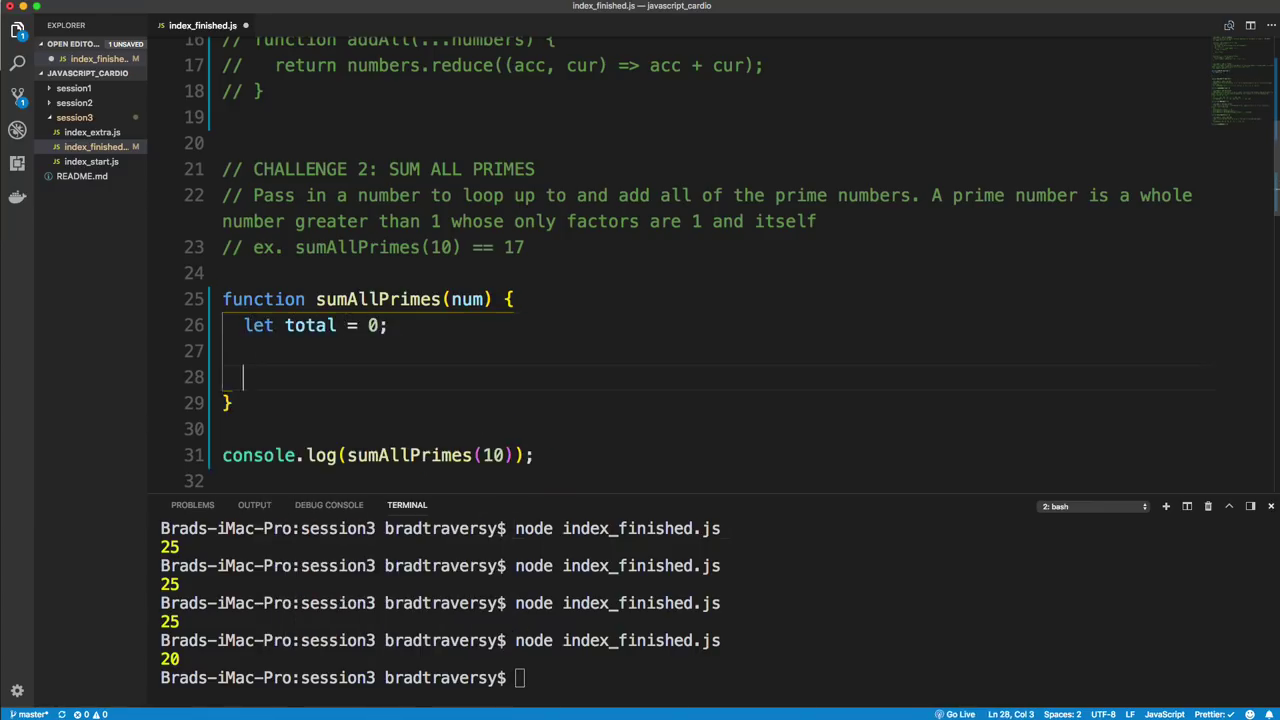 index_finished.js — javascript_cardio
EXPLORER
index_finished.js
OPEN EDITO... 1 UNSAVED
index_finishe...
JAVASCRIPT_CARDIO
session1
session2
session3
JS index_extra.js
JS index_finished... M
JS index_start.js
README.md
16 // function addAll(...numbers) {
17 //   return numbers.reduce((acc, cur) => acc + cur);
18 // }
19
20
21 // CHALLENGE 2: SUM ALL PRIMES
22 // Pass in a number to loop up to and add all of the prime numbers. A prime number is a whole
number greater than 1 whose only factors are 1 and itself
23 // ex. sumAllPrimes(10) == 17
24
25 function sumAllPrimes(num) {
26   let total = 0;
27
28
29 }
30
31 console.log(sumAllPrimes(10));
32
PROBLEMS OUTPUT DEBUG CONSOLE TERMINAL 2: bash
Brads-iMac-Pro:session3 bradtraversy$ node index_finished.js
25
Brads-iMac-Pro:session3 bradtraversy$ node index_finished.js
25
Brads-iMac-Pro:session3 bradtraversy$ node index_finished.js
25
Brads-iMac-Pro:session3 bradtraversy$ node index_finished.js
20
Brads-iMac-Pro:session3 bradtraversy$
master* 0 0 Go Live Ln 28, Col 3 Spaces: 2 UTF-8 LF JavaScript Prettier: ✓